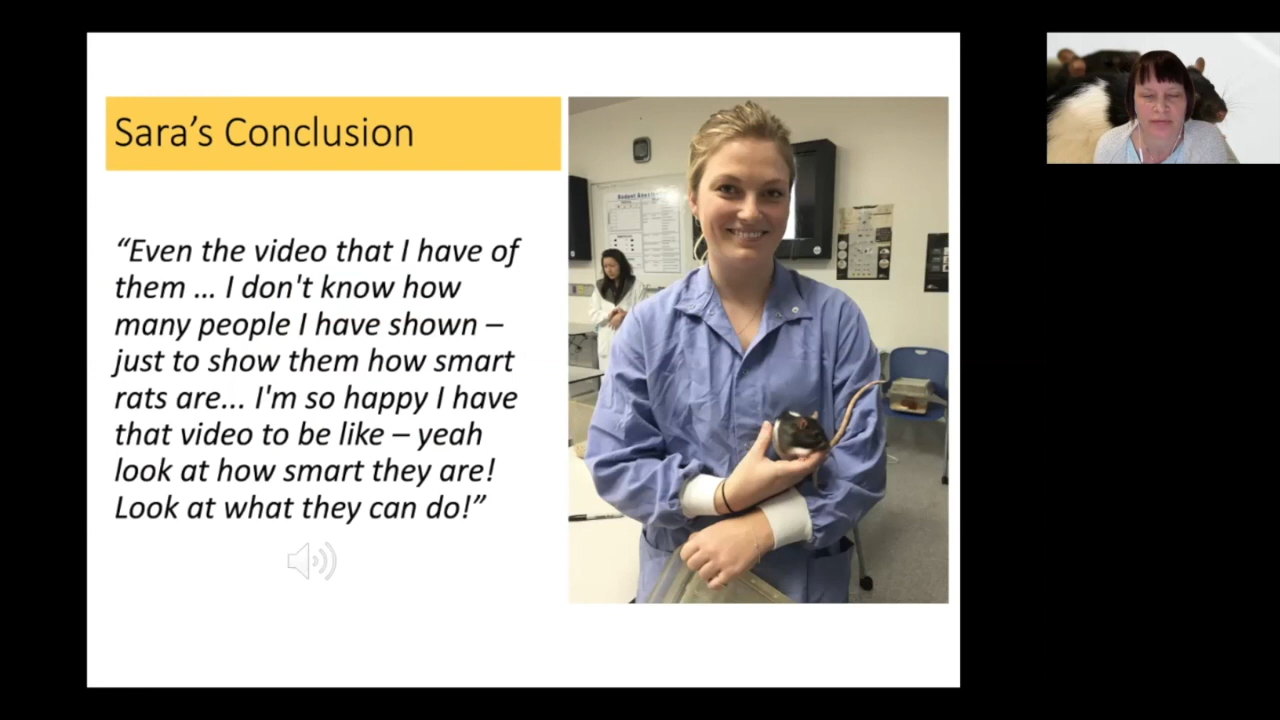 Sara’s Conclusion
“Even the video that I have of
them … I don't know how
many people I have shown –
just to show them how smart
rats are... I'm so happy I have
that video to be like – yeah
look at how smart they are!
Look at what they can do!”